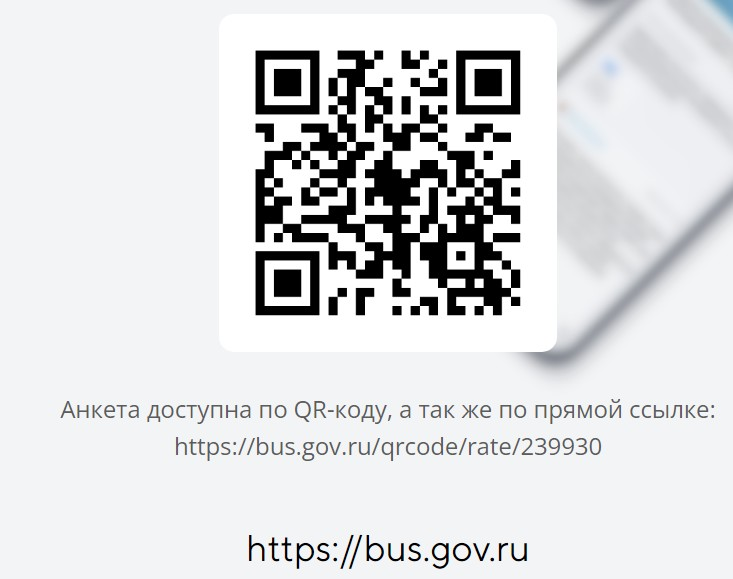 Анкета доступна по QR-коду, а так же по прямой ссылке:
https://bus.gov.ru/qrcode/rate/239930
https://bus.gov.ru